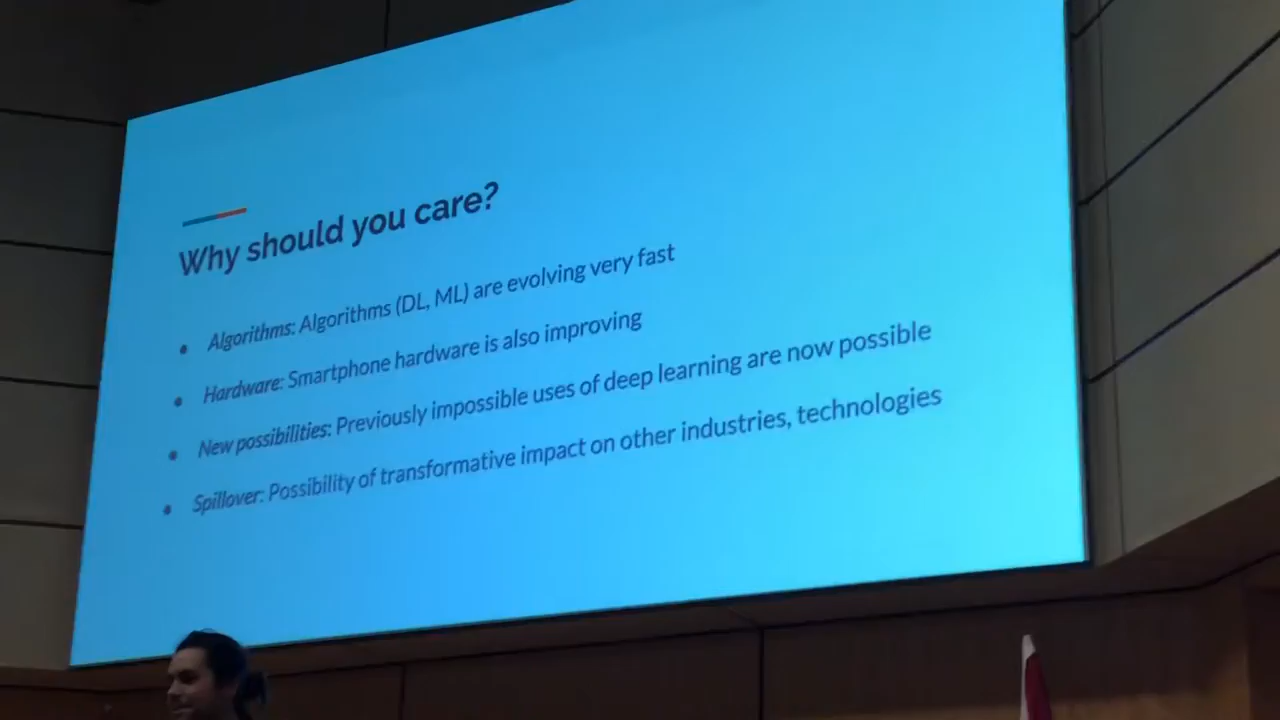 Why should you care?
Algorithms: Algorithms (DL, ML) are evolving very fast
Hardware: Smartphone hardware is also improving
New possibilities: Previously impossible uses of deep learning are now possible
Spillover: Possibility of transformative impact on other industries, technologies